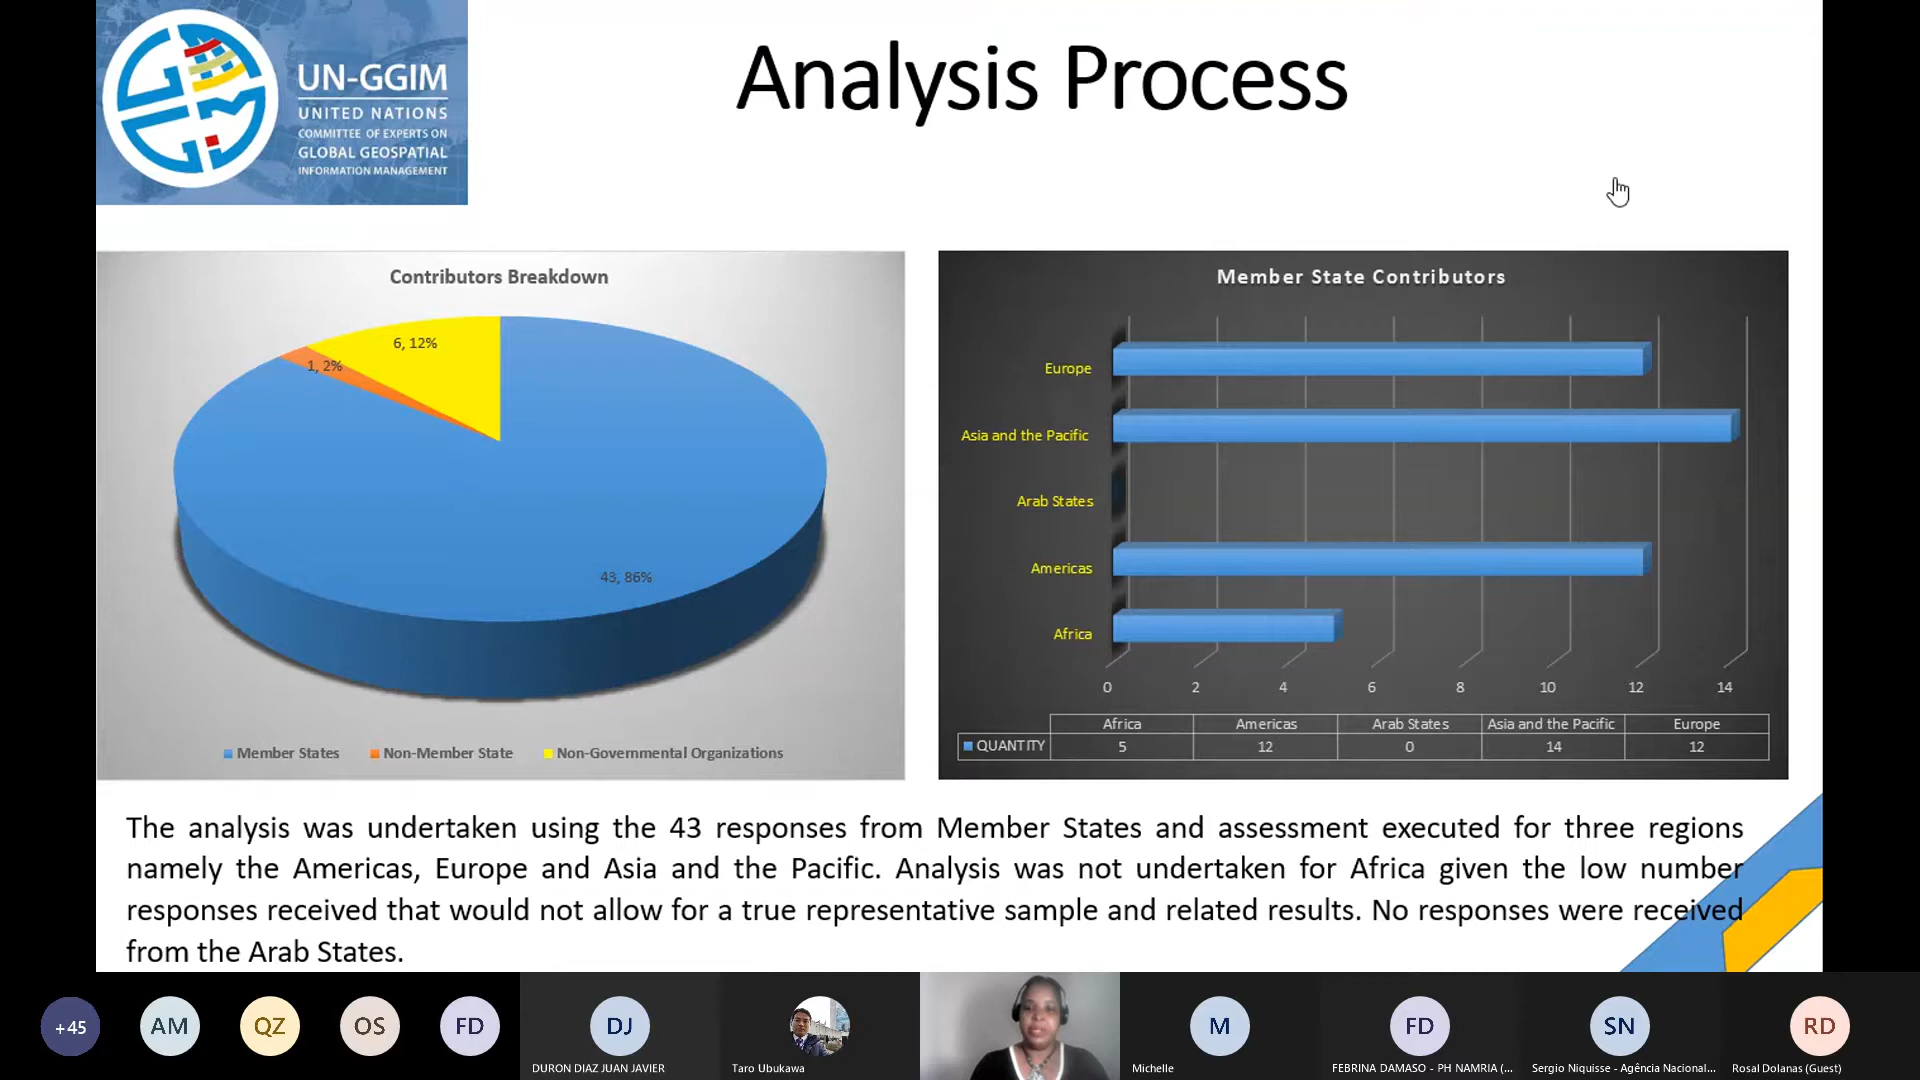 UN-GGIM
UNITED NATIONS
COMMITTEE OF EXPERTS ON
GLOBAL GEOSPATIAL
INFORMATION MANAGEMENT
Analysis Process
Contributors Breakdown
6, 12%
1, 2%
43, 86%
Member States Non-Member State Non-Governmental Organizations
Member State Contributors
Europe
Asia and the Pacific
Arab States
Americas
Africa
0 2 4 6 8 10 12 14
Africa Americas Arab States Asia and the Pacific Europe
QUANTITY 5 12 0 14 12
The analysis was undertaken using the 43 responses from Member States and assessment executed for three regions
namely the Americas, Europe and Asia and the Pacific. Analysis was not undertaken for Africa given the low number
responses received that would not allow for a true representative sample and related results. No responses were received
from the Arab States.
+45 AM QZ OS FD DJ M FD SN RD
DURON DIAZ JUAN JAVIER Taro Ubukawa Michelle FEBRINA DAMASO - PH NAMRIA (... Sergio Niquisse - Agência Nacional... Rosal Dolanas (Guest)